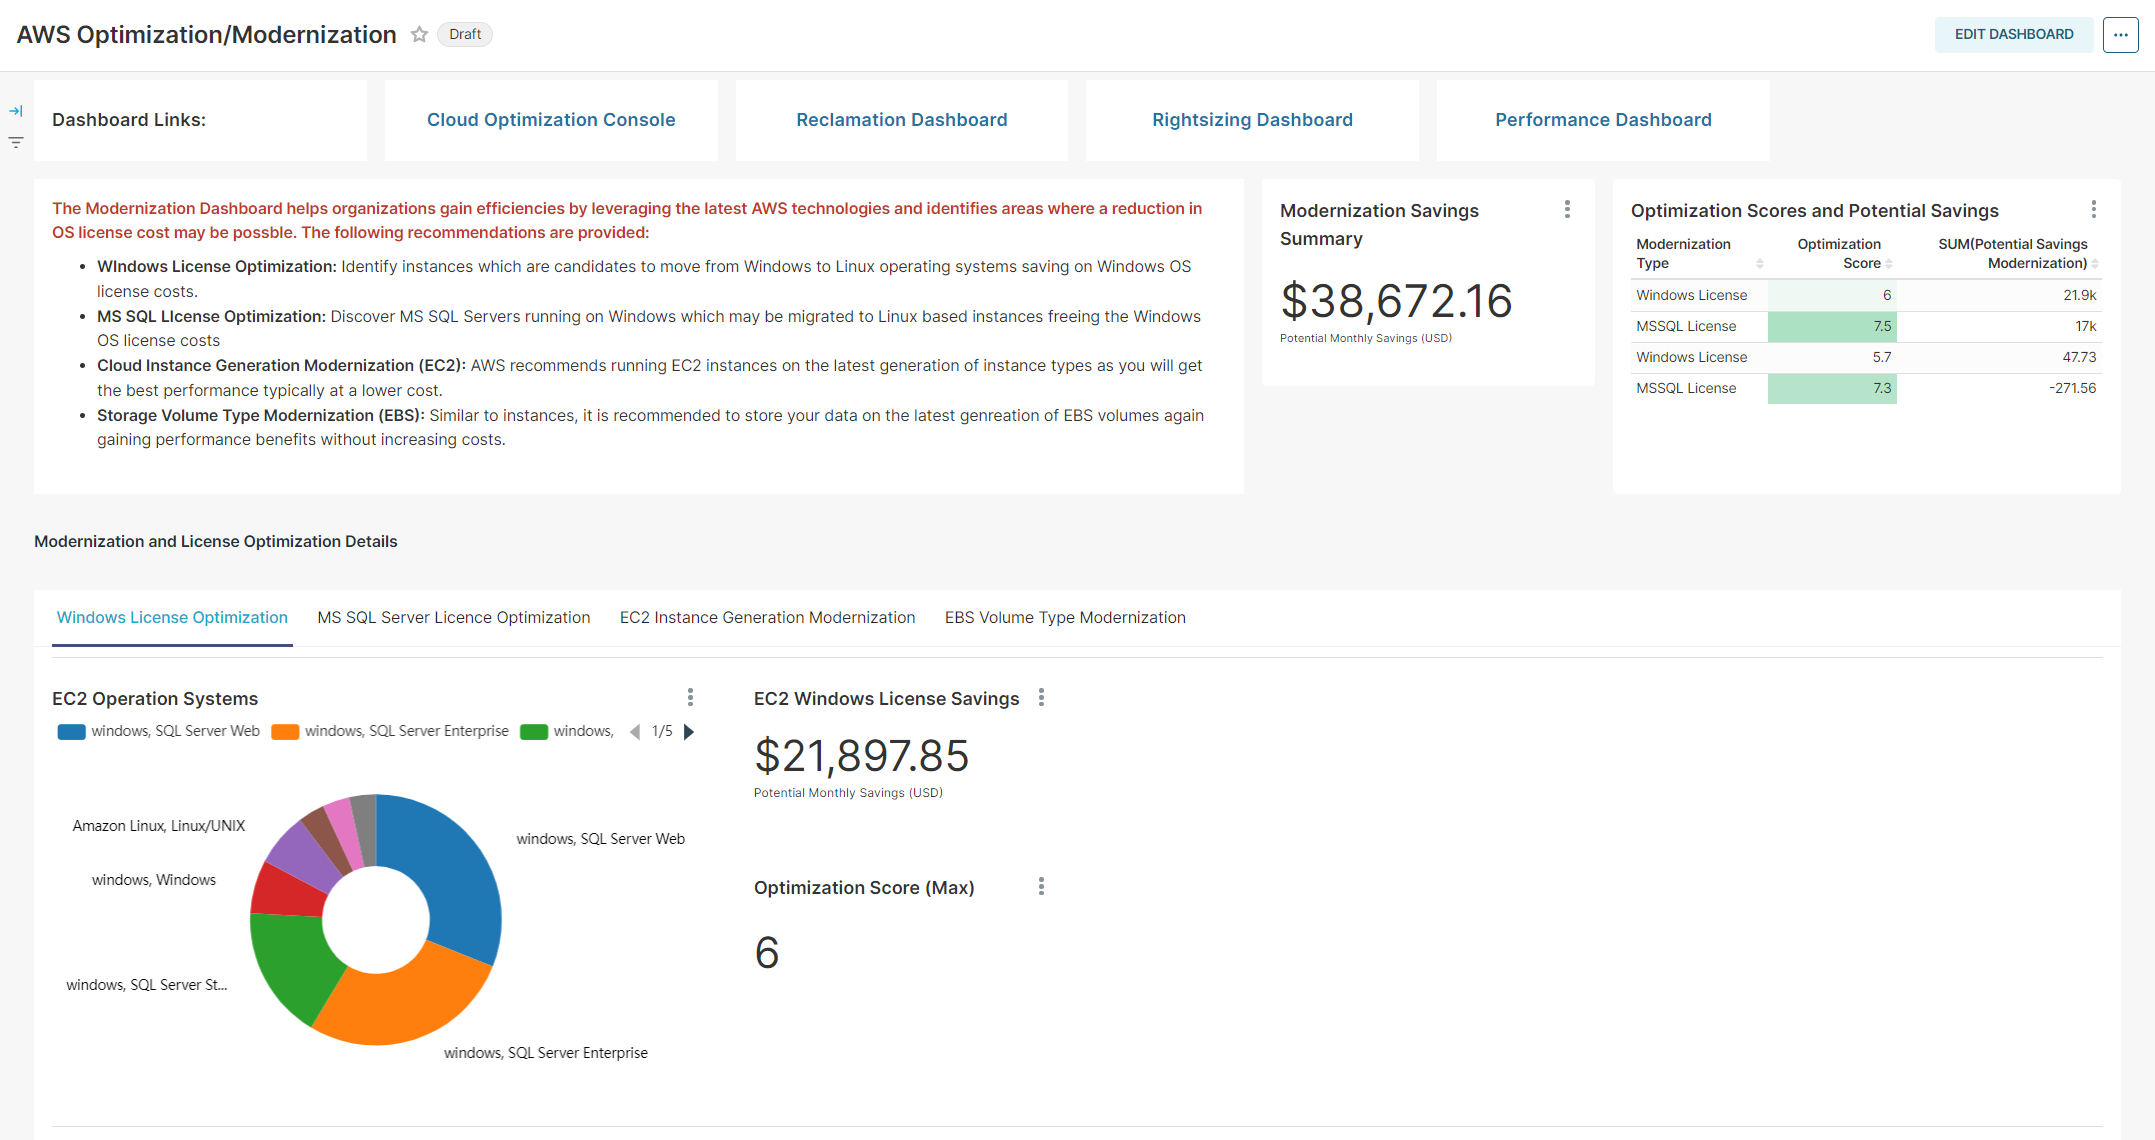 AWS Optimization/Modernization
Draft
EDIT DASHBOARD
Dashboard Links:
Cloud Optimization Console
Reclamation Dashboard
Rightsizing Dashboard
Performance Dashboard
The Modernization Dashboard helps organizations gain efficiencies by leveraging the latest AWS technologies and identifies areas where a reduction in
OS license cost may be possble. The following recommendations are provided:
• WIndows License Optimization: Identify instances which are candidates to move from Windows to Linux operating systems saving on Windows OS
license costs.
• MS SQL LIcense Optimization: Discover MS SQL Servers running on Windows which may be migrated to Linux based instances freeing the Windows
OS license costs
• Cloud Instance Generation Modernization (EC2): AWS recommends running EC2 instances on the latest generation of instance types as you will get
the best performance typically at a lower cost.
• Storage Volume Type Modernization (EBS): Similar to instances, it is recommended to store your data on the latest genreation of EBS volumes again
gaining performance benefits without increasing costs.
Modernization Savings
Summary
$38,672.16
Potential Monthly Savings (USD)
Optimization Scores and Potential Savings
Modernization Optimization SUM(Potential Savings
Type Score Modernization)
Windows License 6 21.9k
MSSQL License 7.5 17k
Windows License 5.7 47.73
MSSQL License 7.3 -271.56
Modernization and License Optimization Details
Windows License Optimization
MS SQL Server Licence Optimization
EC2 Instance Generation Modernization
EBS Volume Type Modernization
EC2 Operation Systems
windows, SQL Server Web
windows, SQL Server Enterprise
windows,
1/5
Amazon Linux, Linux/UNIX
windows, SQL Server Web
windows, Windows
windows, SQL Server St...
windows, SQL Server Enterprise
EC2 Windows License Savings
$21,897.85
Potential Monthly Savings (USD)
Optimization Score (Max)
6